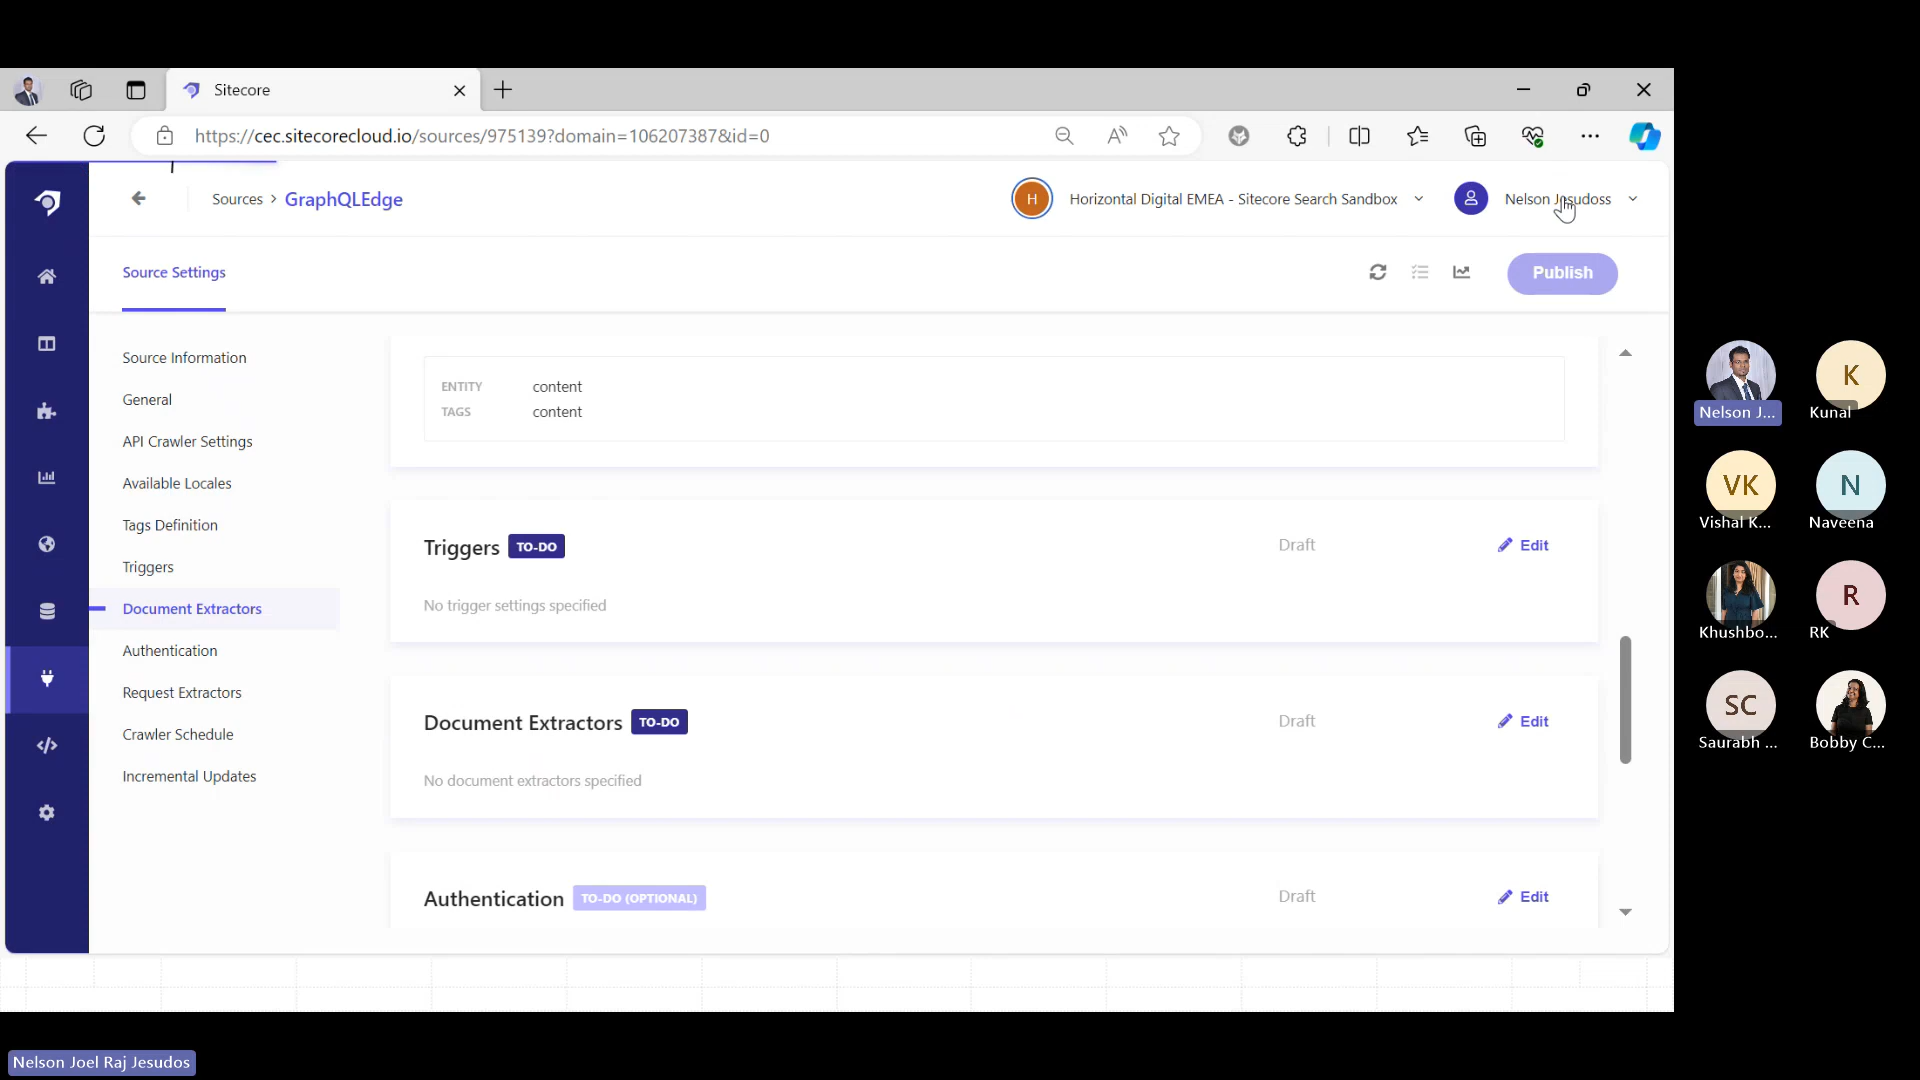 Sitecore
https://cec.sitecorecloud.io/sources/975139?domain=106207387&id=0
Sources > GraphQLEdge
H
Horizontal Digital EMEA - Sitecore Search Sandbox
Nelson Jesudoss
Source Settings
Publish
Source Information
General
API Crawler Settings
Available Locales
Tags Definition
Triggers
Document Extractors
Authentication
Request Extractors
Crawler Schedule
Incremental Updates
ENTITY content
TAGS content
Triggers TO-DO
Draft
Edit
No trigger settings specified
Document Extractors TO-DO
Draft
Edit
No document extractors specified
Authentication TO-DO (OPTIONAL)
Draft
Edit
Nelson J...
K
Kunal
VK
Vishal K...
N
Naveena
Khushbo...
R
RK
SC
Saurabh ...
Bobby C...
Nelson Joel Raj Jesudos